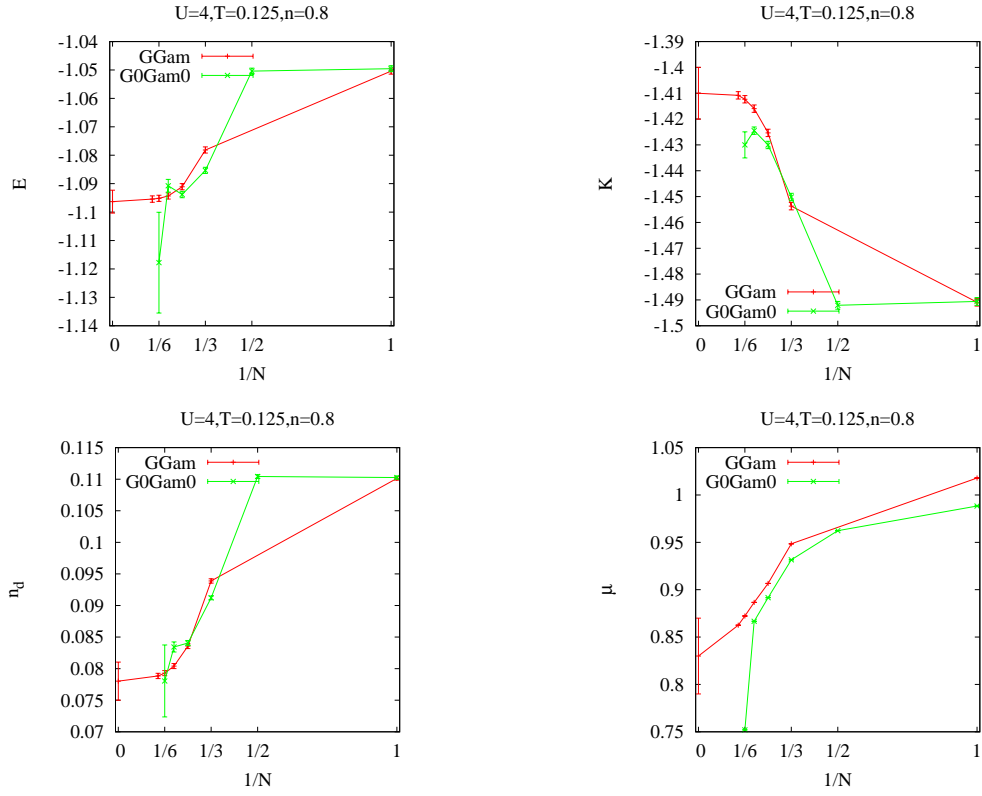 U=4,T=0.125,n=0.8
-1.04
-1.05
-1.06
-1.07
-1.08
-1.09
-1.1
-1.11
-1.12
-1.13
-1.14
E
GGam
G0Gam0
0 1/6 1/3 1/2 1
1/N
U=4,T=0.125,n=0.8
-1.39
-1.4
-1.41
-1.42
-1.43
-1.44
-1.45
-1.46
-1.47
-1.48
-1.49
-1.5
K
GGam
G0Gam0
0 1/6 1/3 1/2 1
1/N
U=4,T=0.125,n=0.8
0.115
0.11
0.105
0.1
0.095
0.09
0.085
0.08
0.075
0.07
n_d
GGam
G0Gam0
0 1/6 1/3 1/2 1
1/N
U=4,T=0.125,n=0.8
1.05
1
0.95
0.9
0.85
0.8
0.75
μ
GGam
G0Gam0
0 1/6 1/3 1/2 1
1/N